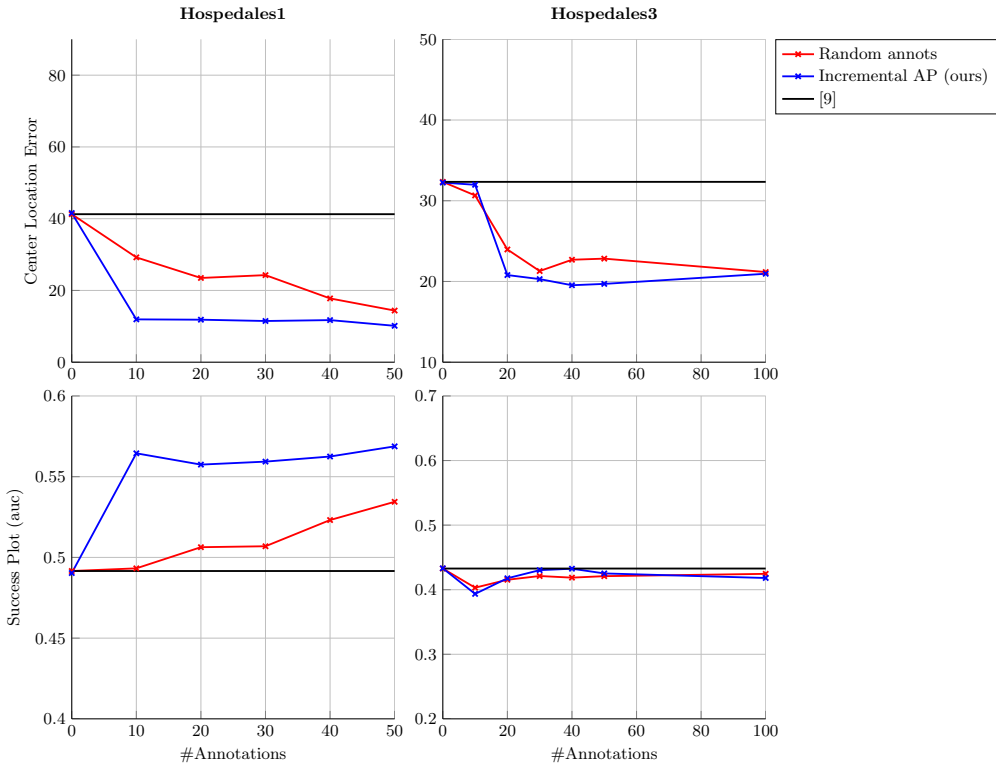 Hospedales1
Hospedales3
Random annots
Incremental AP (ours)
[9]
Center Location Error
80
60
40
20
0
0 10 20 30 40 50
50
40
30
20
10
0 20 40 60 80 100
Success Plot (auc)
0.6
0.55
0.5
0.45
0.4
0 10 20 30 40 50
#Annotations
0.7
0.6
0.5
0.4
0.3
0.2
0 20 40 60 80 100
#Annotations